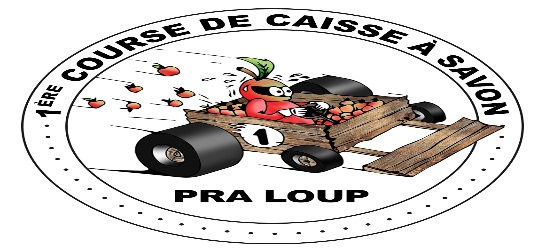 1ÈRE COURSE DE CAISSE À SAVON
1
PRA LOUP